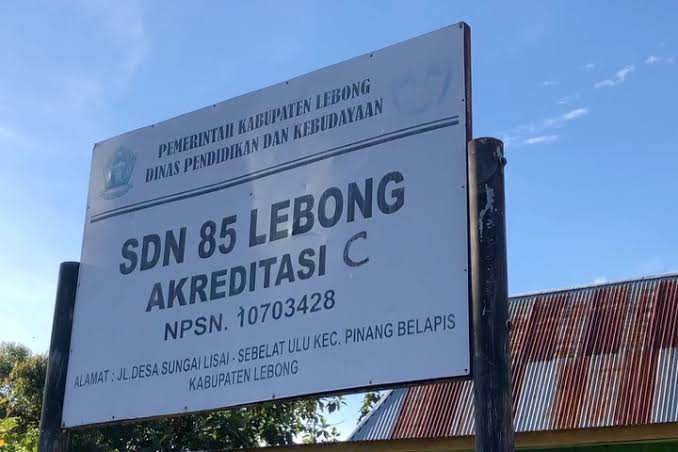 PEMERINTAH KABUPATEN LEBONG
DINAS PENDIDIKAN DAN KEBUDAYAAN
SDN 85 LEBONG
AKREDITASI C
NPSN. 10703428
ALAMAT : JL.DESA SUNGAI LISAI - SEBELAT ULU KEC. PINANG BELAPIS
KABUPATEN LEBONG